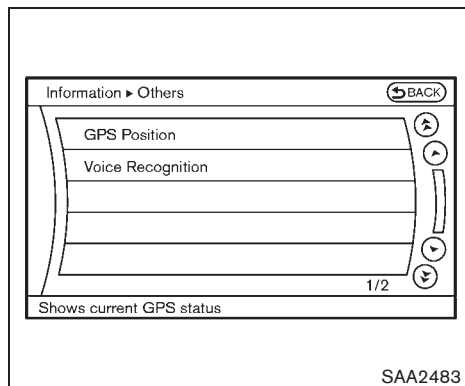 Information ▸ Others
BACK
GPS Position
Voice Recognition
1/2
Shows current GPS status
SAA2483